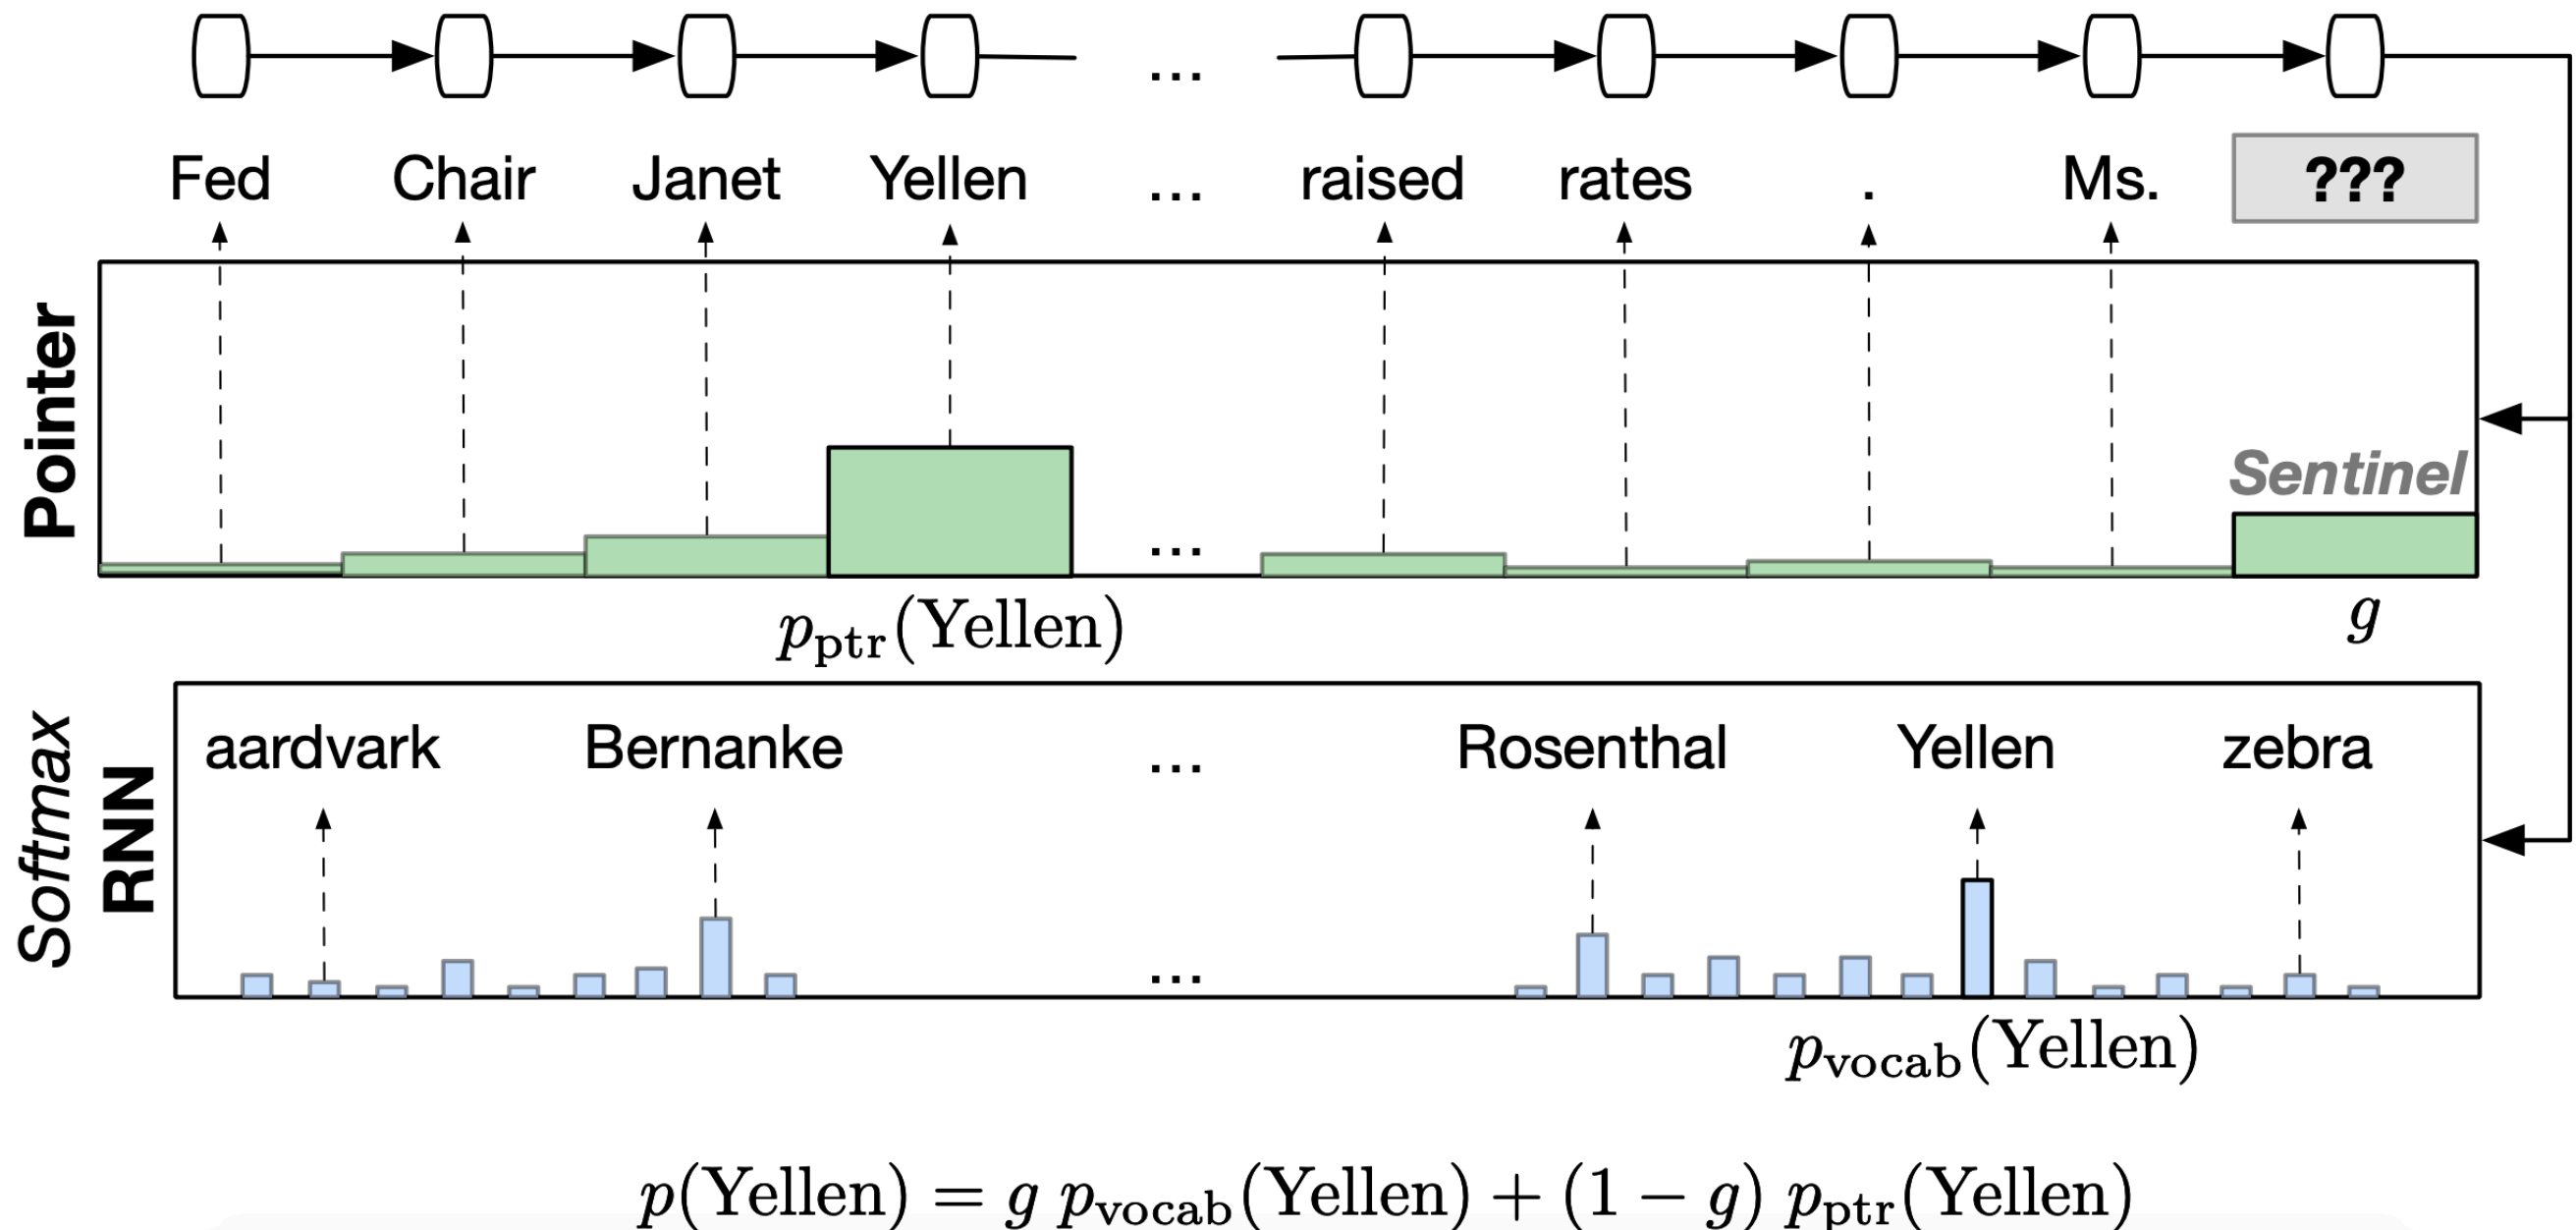 Fed Chair Janet Yellen ... raised rates . Ms. ???
Pointer
...
Sentinel
p_ptr(Yellen)
g
Softmax
RNN
aardvark Bernanke ... Rosenthal Yellen zebra
...
p_vocab(Yellen)
p(Yellen) = g p_vocab(Yellen) + (1 − g) p_ptr(Yellen)